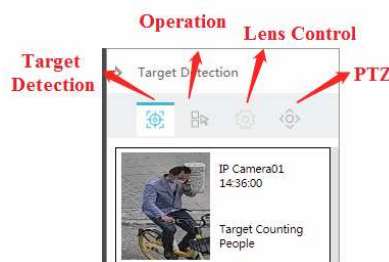 Operation
Lens Control
Target
Detection
PTZ
Target Detection
IP Camera01
14:36:00
Target Counting
People